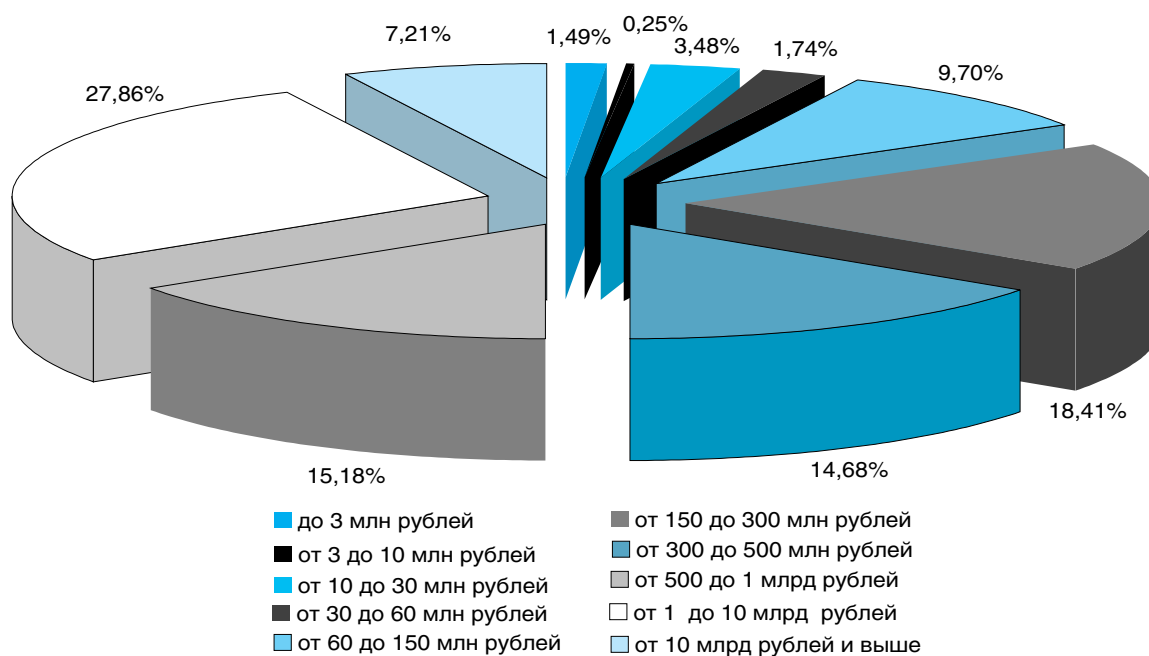 0,25%
7,21%
1,49%
3,48%
1,74%
9,70%
27,86%
18,41%
15,18%
14,68%
до 3 млн рублей
от 3 до 10 млн рублей
от 10 до 30 млн рублей
от 30 до 60 млн рублей
от 60 до 150 млн рублей
от 150 до 300 млн рублей
от 300 до 500 млн рублей
от 500 до 1 млрд рублей
от 1 до 10 млрд рублей
от 10 млрд рублей и выше